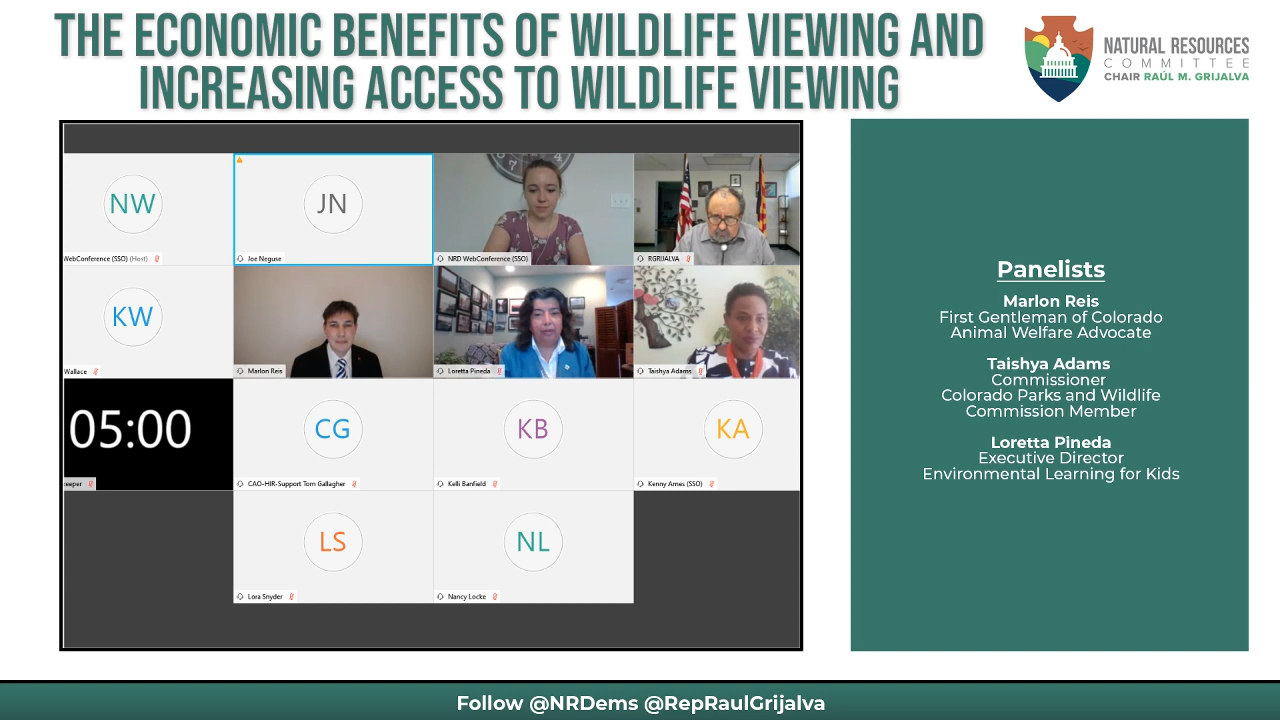 THE ECONOMIC BENEFITS OF WILDLIFE VIEWING AND
INCREASING ACCESS TO WILDLIFE VIEWING
NATURAL RESOURCES
COMMITTEE
CHAIR RAÚL M. GRIJALVA
NW
WebConference (SSO) (Host)
JN
Joe Neguse
NRD WebConference (SSO)
RGRIJALVA
KW
Wallace
Marlon Reis
Loretta Pineda
Taishya Adams
05:00
eeper
CG
CAO-HIR-Support Tom Gallagher
KB
Kelli Banfield
KA
Kenny Ames (SSO)
LS
Lora Snyder
NL
Nancy Locke
Panelists
Marlon Reis
First Gentleman of Colorado
Animal Welfare Advocate
Taishya Adams
Commissioner
Colorado Parks and Wildlife
Commission Member
Loretta Pineda
Executive Director
Environmental Learning for Kids
Follow @NRDems @RepRaulGrijalva